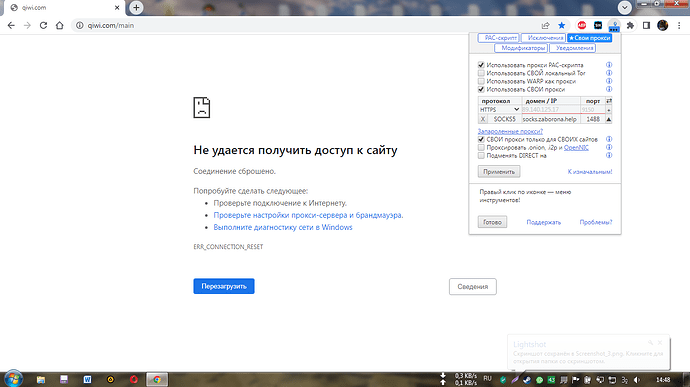 qiwi.com
qiwi.com/main
ABP
PAC-скрипт
Исключения
Свои прокси
Модификаторы
Уведомления
Использовать прокси PAC-скрипта
Использовать СВОЙ локальный Tor
Использовать WARP как прокси
Использовать СВОИ прокси
протокол домен / IP порт
HTTPS
X SOCKS5 socks.zaborona.help 1488
Запароленные прокси?
СВОИ прокси только для СВОИХ сайтов
Проксировать .onion, .i2p и OpenNIC
Подменять DIRECT на
Применить
К изначальным!
Правый клик по иконке — меню
инструментов!
Готово
Поддержать
Проблемы?
Не удается получить доступ к сайту
Соединение сброшено.
Попробуйте сделать следующее:
• Проверьте подключение к Интернету.
• Проверьте настройки прокси-сервера и брандмауэра.
• Выполните диагностику сети в Windows
ERR_CONNECTION_RESET
Перезагрузить
Сведения
Lightshot
Скриншот сохранен в Screenshot_3.png. Кликните для
открытия папки со скриншотом.
0,3 KB/s
0,1 KB/s
RU
14:48